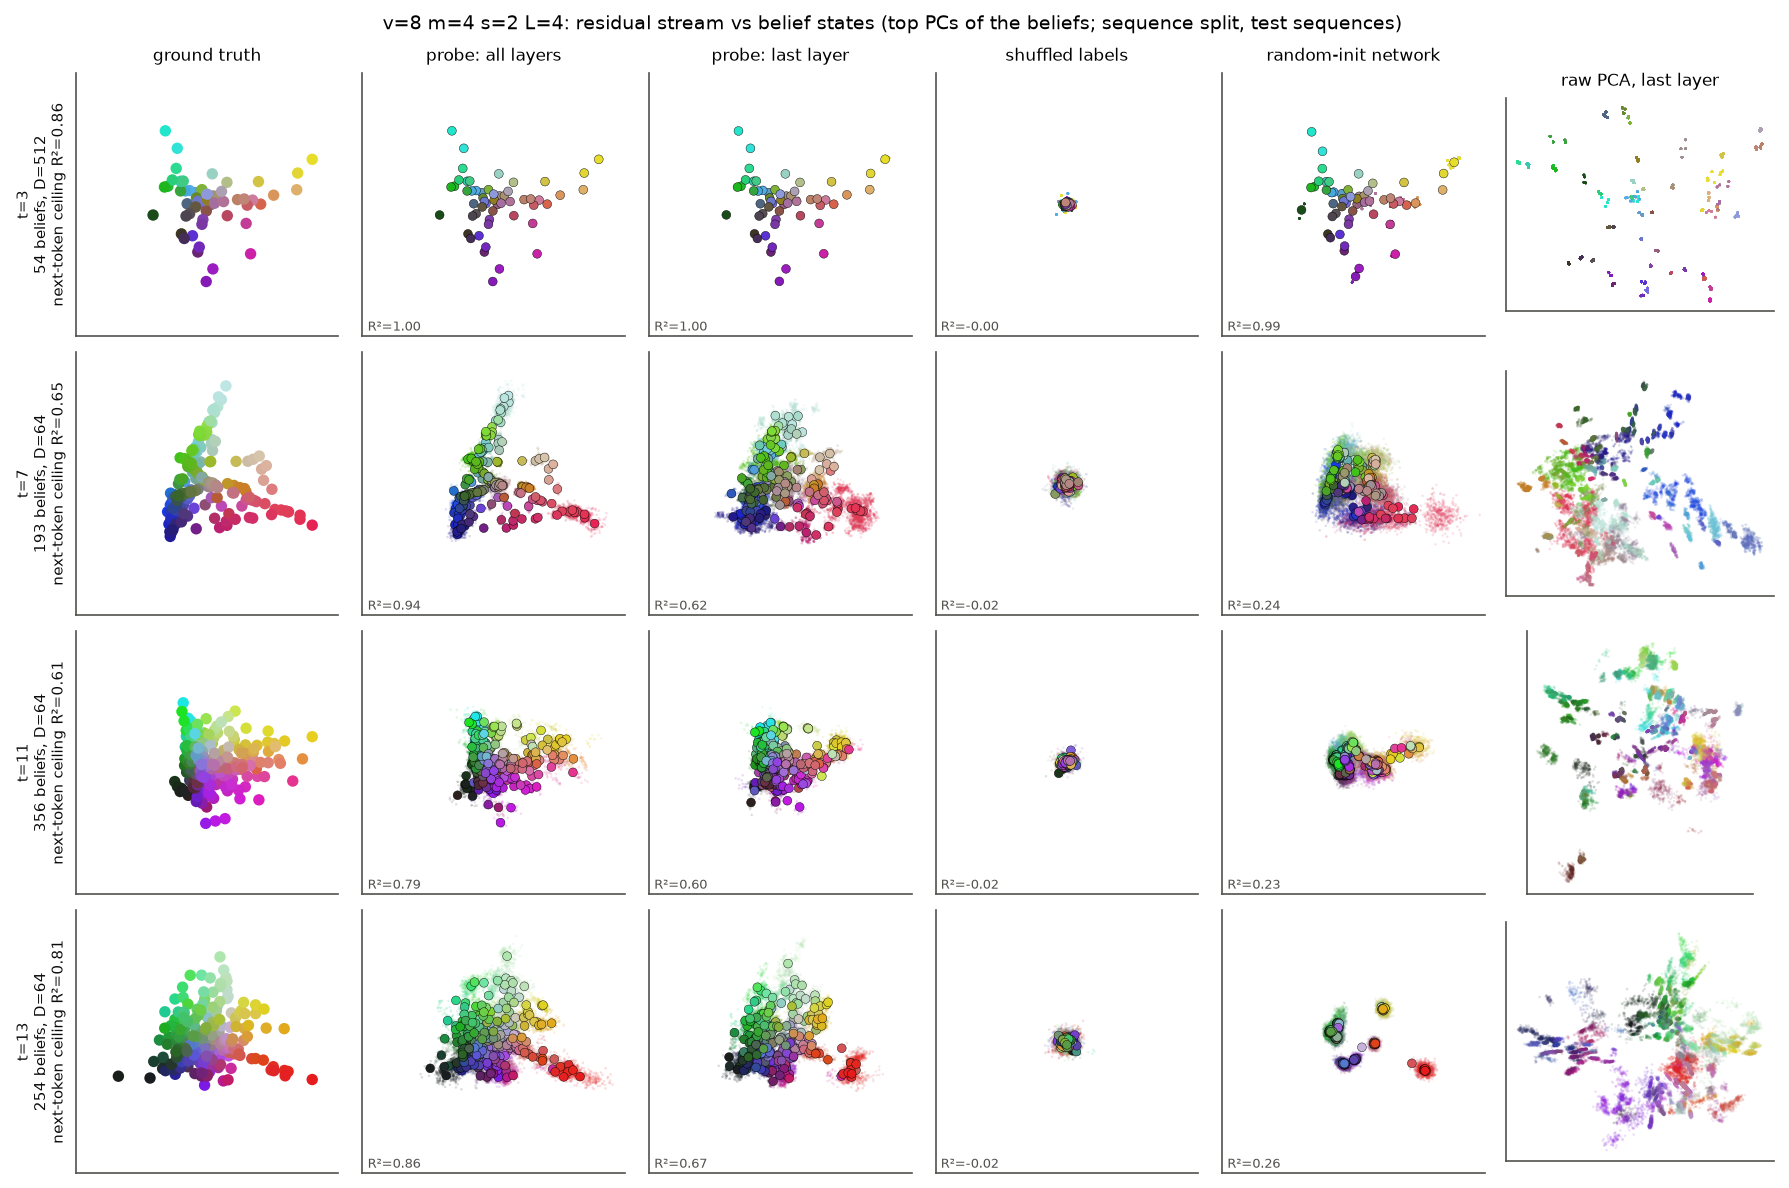 v=8 m=4 s=2 L=4: residual stream vs belief states (top PCs of the beliefs; sequence split, test sequences)
ground truth
probe: all layers
probe: last layer
shuffled labels
random-init network
raw PCA, last layer
t=3
54 beliefs, D=512
next-token ceiling R²=0.86
R²=1.00
R²=1.00
R²=-0.00
R²=0.99
t=7
193 beliefs, D=64
next-token ceiling R²=0.65
R²=0.94
R²=0.62
R²=-0.02
R²=0.24
t=11
356 beliefs, D=64
next-token ceiling R²=0.61
R²=0.79
R²=0.60
R²=-0.02
R²=0.23
t=13
254 beliefs, D=64
next-token ceiling R²=0.81
R²=0.86
R²=0.67
R²=-0.02
R²=0.26